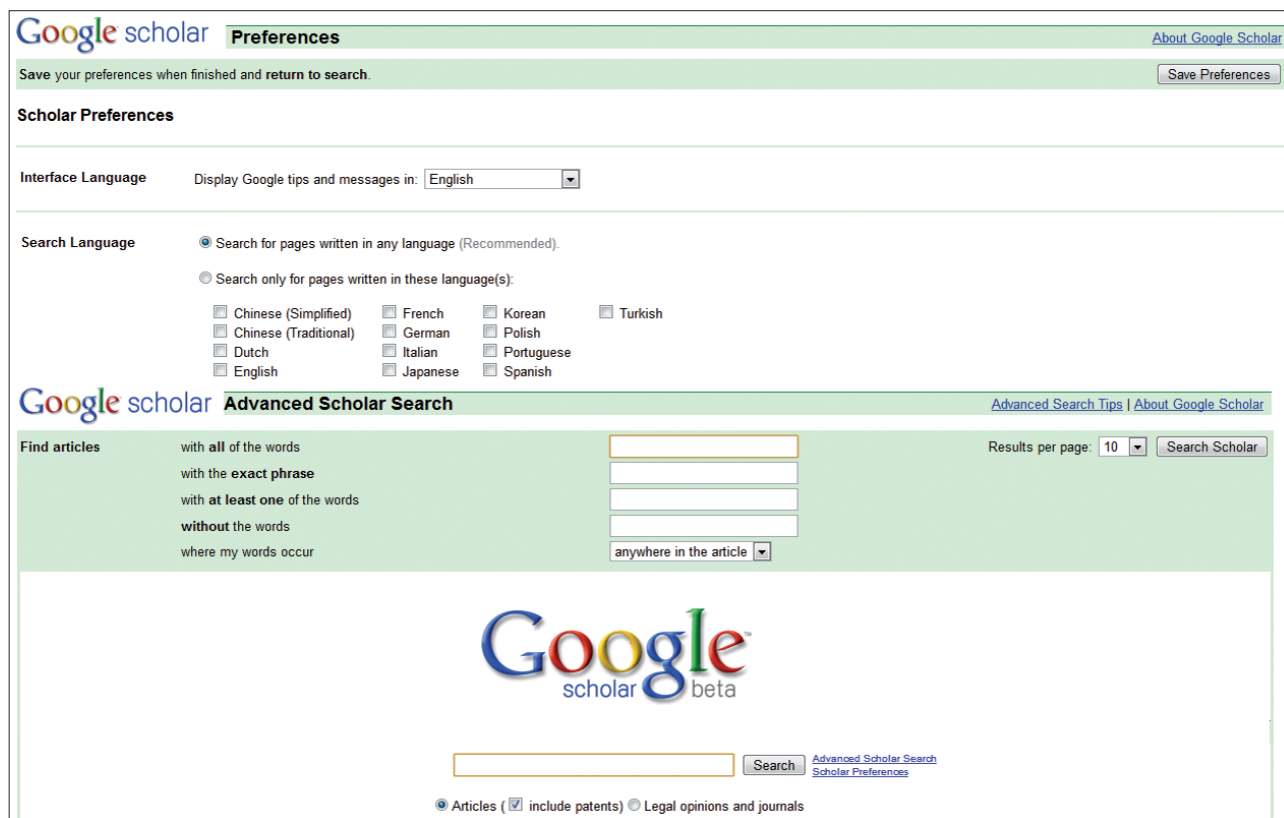 Google scholar Preferences About Google Scholar
Save your preferences when finished and return to search. Save Preferences
Scholar Preferences
Interface Language Display Google tips and messages in: English
Search Language Search for pages written in any language (Recommended).
Search only for pages written in these language(s):
Chinese (Simplified) French Korean Turkish
Chinese (Traditional) German Polish
Dutch Italian Portuguese
English Japanese Spanish
Google scholar Advanced Scholar Search Advanced Search Tips | About Google Scholar
Find articles with all of the words Results per page: 10 Search Scholar
with the exact phrase
with at least one of the words
without the words
where my words occur anywhere in the article
Google™
scholar beta
Search Advanced Scholar Search
Scholar Preferences
Articles ( include patents) Legal opinions and journals